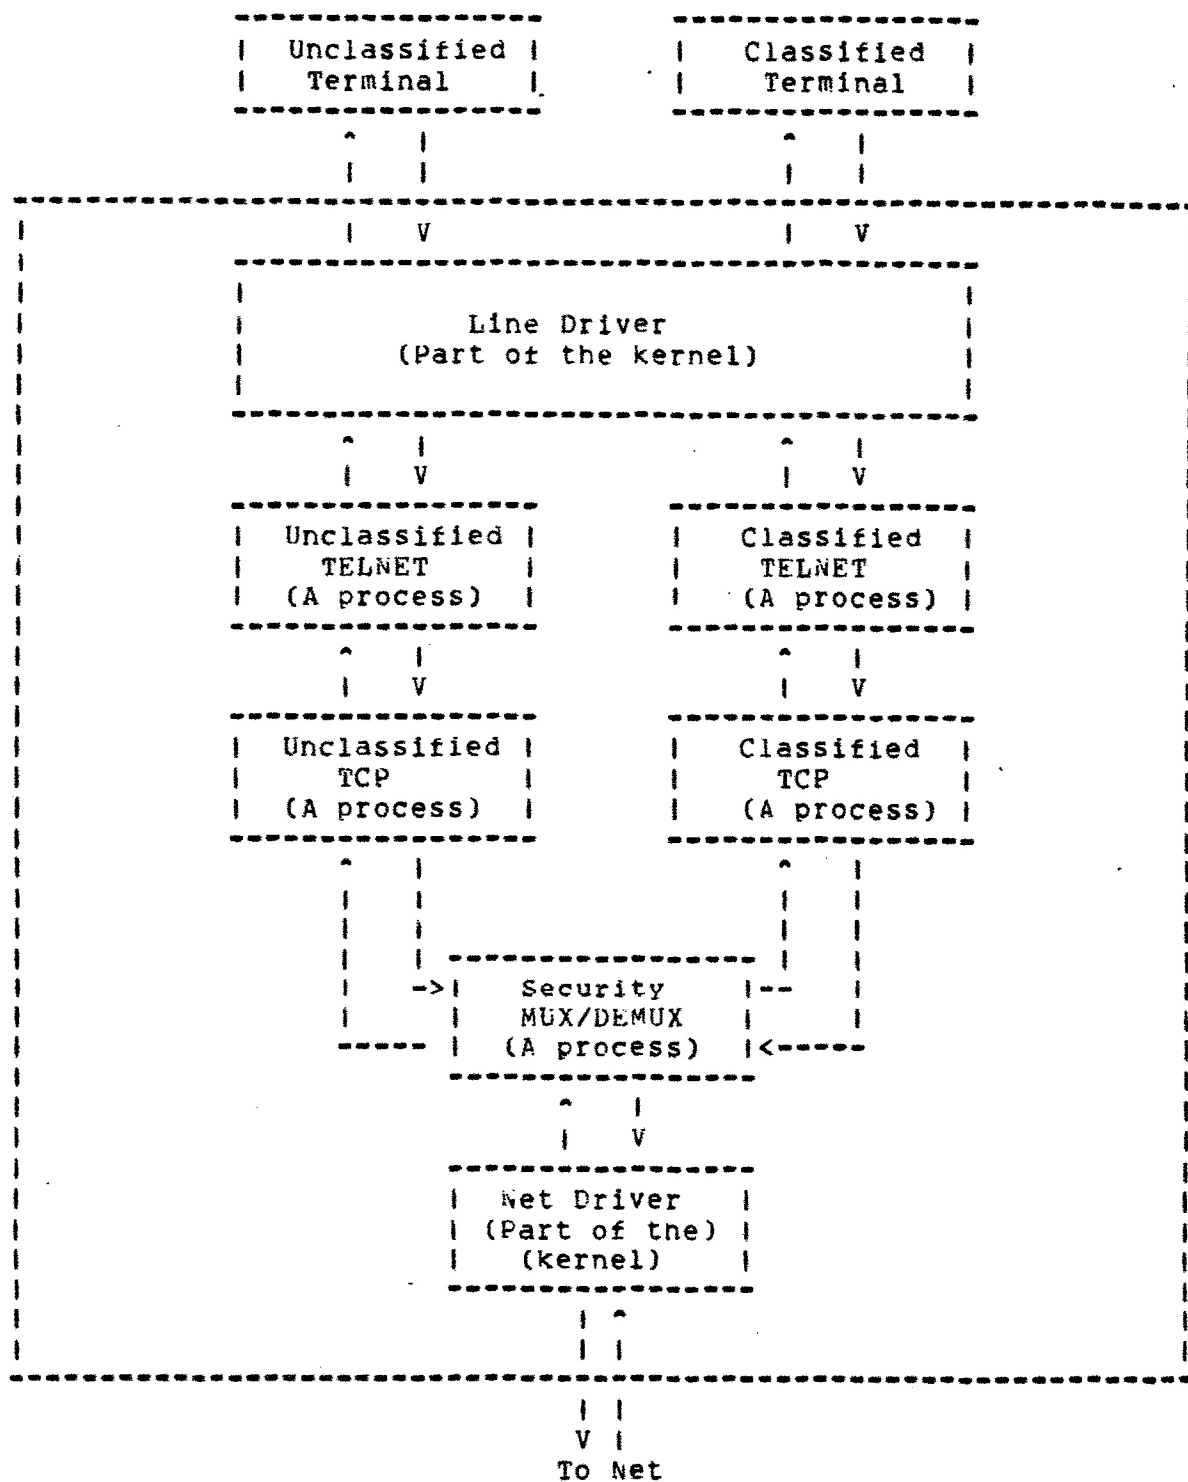 Unclassified
Terminal
Classified
Terminal
Line Driver
(Part of the kernel)
Unclassified
TELNET
(A process)
Classified
TELNET
(A process)
Unclassified
TCP
(A process)
Classified
TCP
(A process)
Security
MUX/DEMUX
(A process)
Net Driver
(Part of the)
(kernel)
To Net